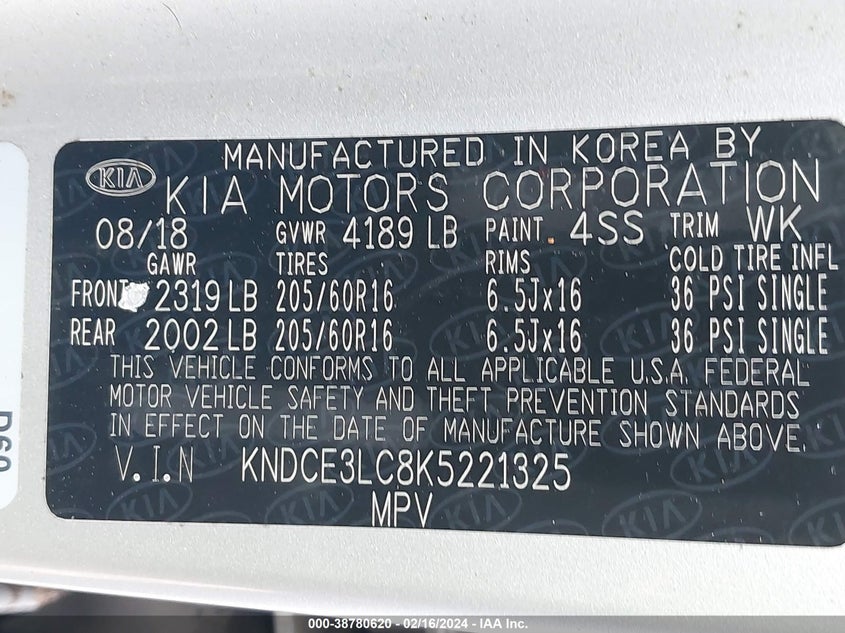 MANUFACTURED IN KOREA BY
KIA KIA MOTORS CORPORATION
08/18 GVWR 4189 LB PAINT 4SS TRIM WK
GAWR TIRES RIMS COLD TIRE INFL
FRONT 2319 LB 205/60R16 6.5Jx16 36 PSI SINGLE
REAR 2002 LB 205/60R16 6.5Jx16 36 PSI SINGLE
THIS VEHICLE CONFORMS TO ALL APPLICABLE U.S.A. FEDERAL
MOTOR VEHICLE SAFETY AND THEFT PREVENTION STANDARDS
IN EFFECT ON THE DATE OF MANUFACTURE SHOWN ABOVE.
V.I.N KNDCE3LC8K5221325
MPV
000-38780620 - 02/16/2024 - IAAI - Copyright IAA, Inc.